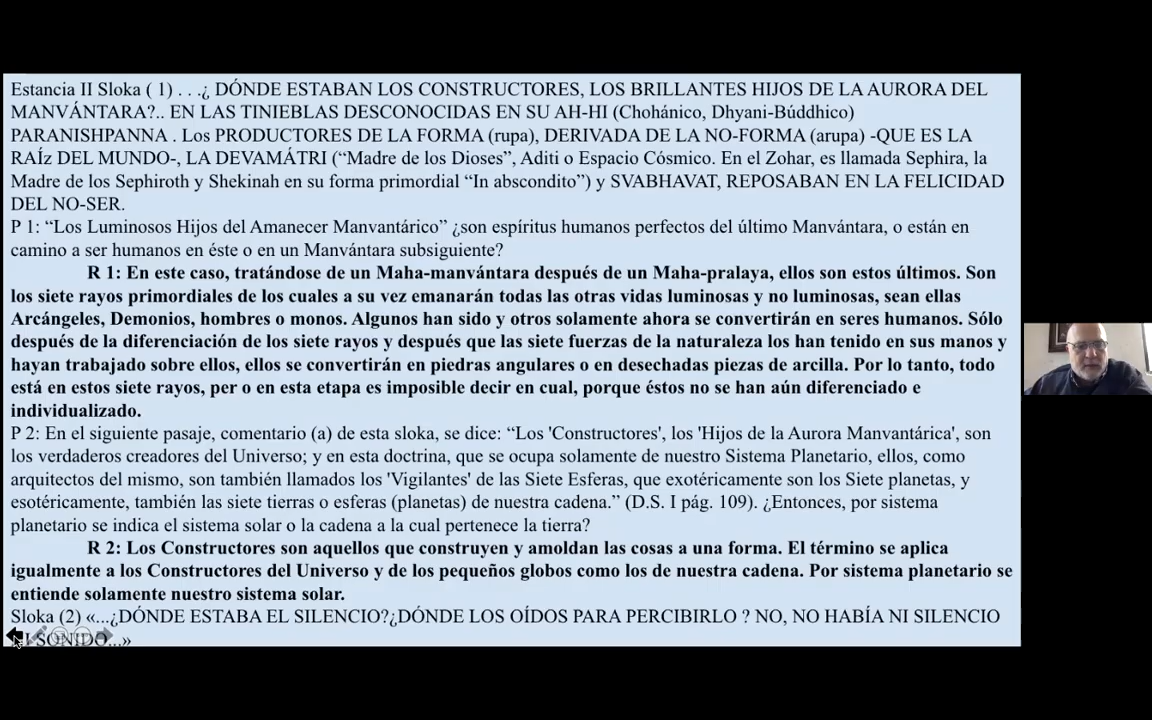 Estancia II Sloka ( 1) . . .¿ DÓNDE ESTABAN LOS CONSTRUCTORES, LOS BRILLANTES HIJOS DE LA AURORA DEL
MANVÁNTARA?.. EN LAS TINIEBLAS DESCONOCIDAS EN SU AH-HI (Chohánico, Dhyani-Búddhico)
PARANISHPANNA . Los PRODUCTORES DE LA FORMA (rupa), DERIVADA DE LA NO-FORMA (arupa) -QUE ES LA
RAÍz DEL MUNDO-, LA DEVAMÁTRI (“Madre de los Dioses”, Aditi o Espacio Cósmico. En el Zohar, es llamada Sephira, la
Madre de los Sephiroth y Shekinah en su forma primordial “In abscondito”) y SVABHAVAT, REPOSABAN EN LA FELICIDAD
DEL NO-SER.
P 1: “Los Luminosos Hijos del Amanecer Manvantárico” ¿son espíritus humanos perfectos del último Manvántara, o están en
camino a ser humanos en éste o en un Manvántara subsiguiente?
R 1: En este caso, tratándose de un Maha-manvántara después de un Maha-pralaya, ellos son estos últimos. Son
los siete rayos primordiales de los cuales a su vez emanarán todas las otras vidas luminosas y no luminosas, sean ellas
Arcángeles, Demonios, hombres o monos. Algunos han sido y otros solamente ahora se convertirán en seres humanos. Sólo
después de la diferenciación de los siete rayos y después que las siete fuerzas de la naturaleza los han tenido en sus manos y
hayan trabajado sobre ellos, ellos se convertirán en piedras angulares o en desechadas piezas de arcilla. Por lo tanto, todo
está en estos siete rayos, per o en esta etapa es imposible decir en cual, porque éstos no se han aún diferenciado e
individualizado.
P 2: En el siguiente pasaje, comentario (a) de esta sloka, se dice: “Los 'Constructores', los 'Hijos de la Aurora Manvantárica', son
los verdaderos creadores del Universo; y en esta doctrina, que se ocupa solamente de nuestro Sistema Planetario, ellos, como
arquitectos del mismo, son también llamados los 'Vigilantes' de las Siete Esferas, que exotéricamente son los Siete planetas, y
esotéricamente, también las siete tierras o esferas (planetas) de nuestra cadena.” (D.S. I pág. 109). ¿Entonces, por sistema
planetario se indica el sistema solar o la cadena a la cual pertenece la tierra?
R 2: Los Constructores son aquellos que construyen y amoldan las cosas a una forma. El término se aplica
igualmente a los Constructores del Universo y de los pequeños globos como los de nuestra cadena. Por sistema planetario se
entiende solamente nuestro sistema solar.
Sloka (2) «...¿DÓNDE ESTABA EL SILENCIO?¿DÓNDE LOS OÍDOS PARA PERCIBIRLO ? NO, NO HABÍA NI SILENCIO
NI SONIDO...»